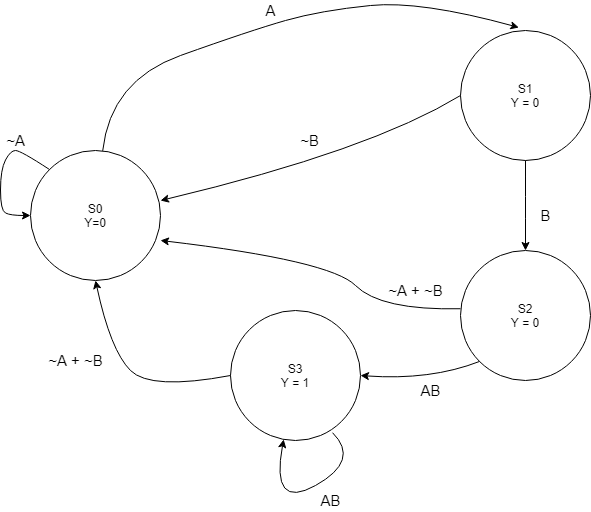 A
S1
Y = 0
~A
~B
S0
Y=0
B
~A + ~B
S2
Y = 0
~A + ~B
S3
Y = 1
AB
AB